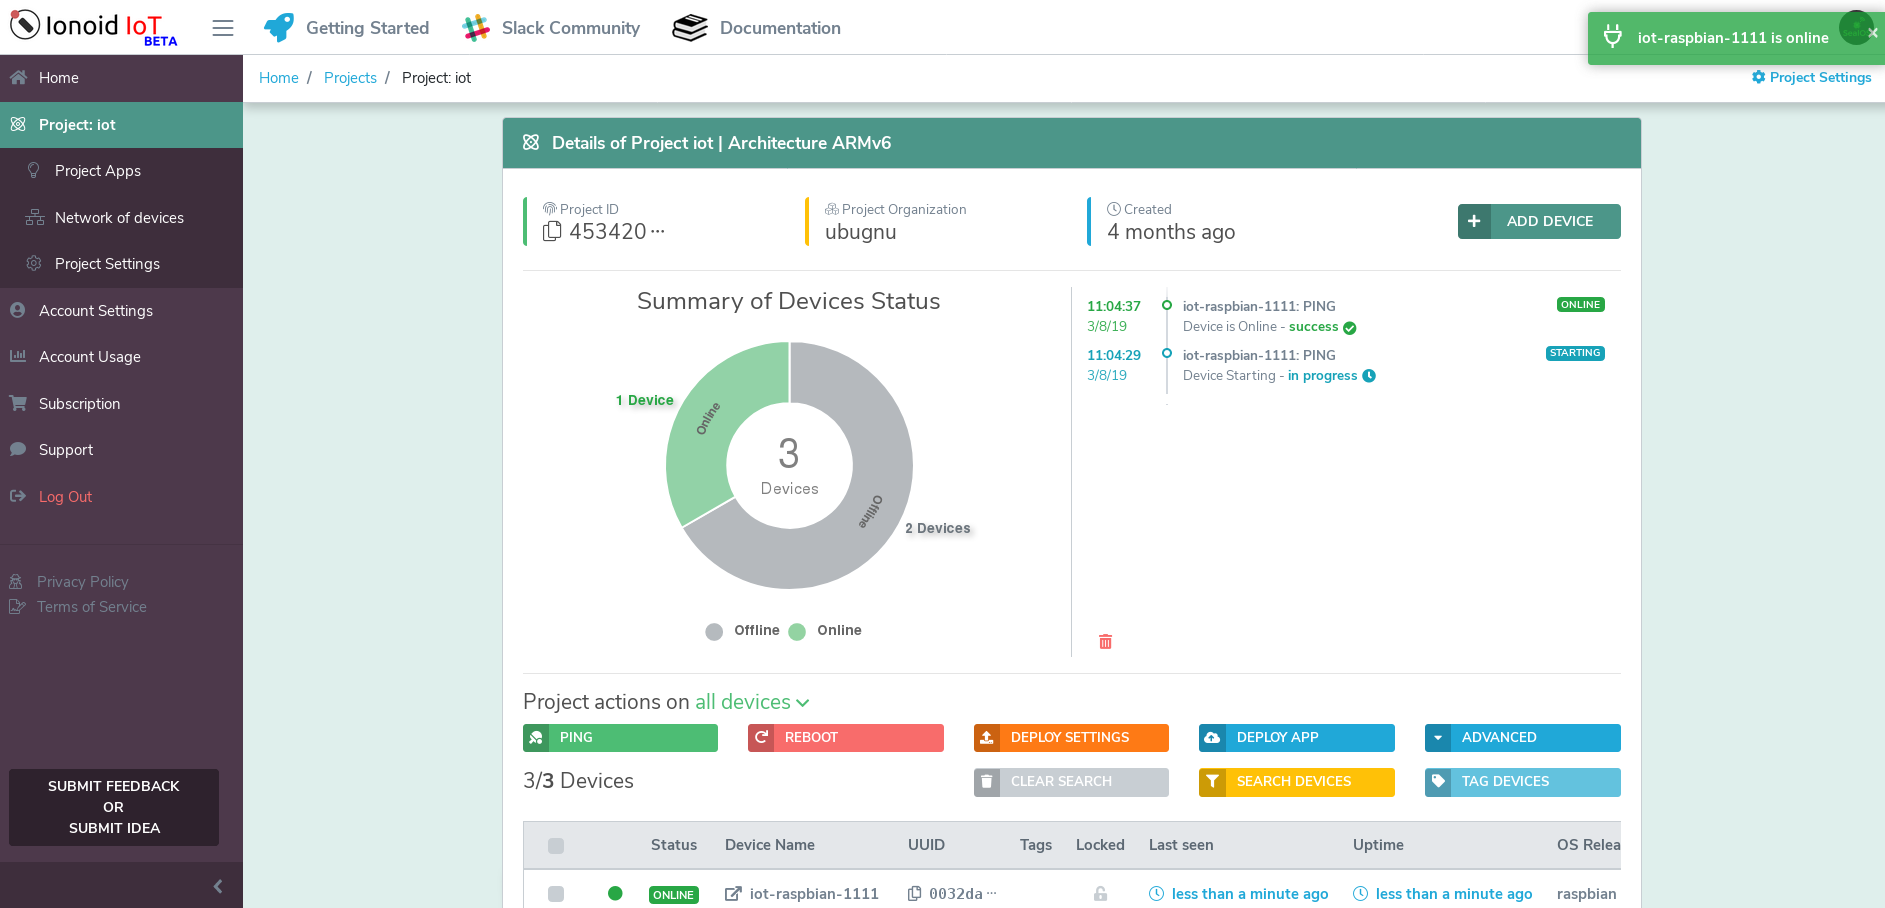 Ionoid IoT
BETA
Getting Started
Slack Community
Documentation
iot-raspbian-1111 is online
×
Home
Project: iot
Project Apps
Network of devices
Project Settings
Account Settings
Account Usage
Subscription
Support
Log Out
Privacy Policy
Terms of Service
SUBMIT FEEDBACK
OR
SUBMIT IDEA
Home / Projects / Project: iot
Project Settings
Details of Project iot | Architecture ARMv6
Project ID
453420 ···
Project Organization
ubugnu
Created
4 months ago
ADD DEVICE
Summary of Devices Status
1 Device
Online
3
Devices
Offline
2 Devices
Offline
Online
11:04:37
3/8/19
iot-raspbian-1111: PING
Device is Online - success
ONLINE
11:04:29
3/8/19
iot-raspbian-1111: PING
Device Starting - in progress
STARTING
Project actions on all devices
PING
REBOOT
DEPLOY SETTINGS
DEPLOY APP
ADVANCED
3/3 Devices
CLEAR SEARCH
SEARCH DEVICES
TAG DEVICES
Status Device Name UUID Tags Locked Last seen Uptime OS Relea
ONLINE iot-raspbian-1111 0032da ··· less than a minute ago less than a minute ago raspbian